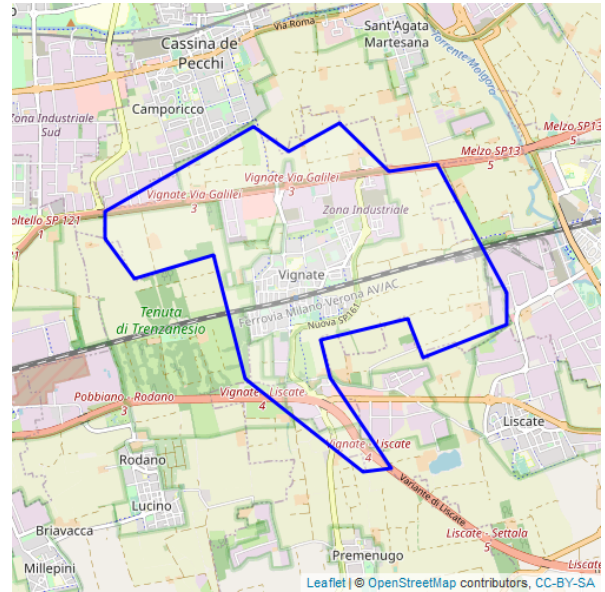 Sant'Agata
Martesana
Via Roma
Cassina de
Pecchi
Torrente Molgora
Camporicco
Zona Industriale
Sud
Melzo SP13
5
Melzo SP13
5
Vignate Via Galilei
3
Vignate Via Galilei
3
Zona Industriale
oltello SP 121
1
Vignate
Tenuta
di Trenzanesio
Ferrovia Milano Verona AV/AC
Nuova SP161
Pobbiano - Rodano
3
Vignate - Liscate
4
Liscate
Vignate - Liscate
4
Rodano
Variante di Liscate
Lucino
Liscate - Settala
5
Briavacca
Premenugo
Millepini
Leaflet | © OpenStreetMap contributors, CC-BY-SA